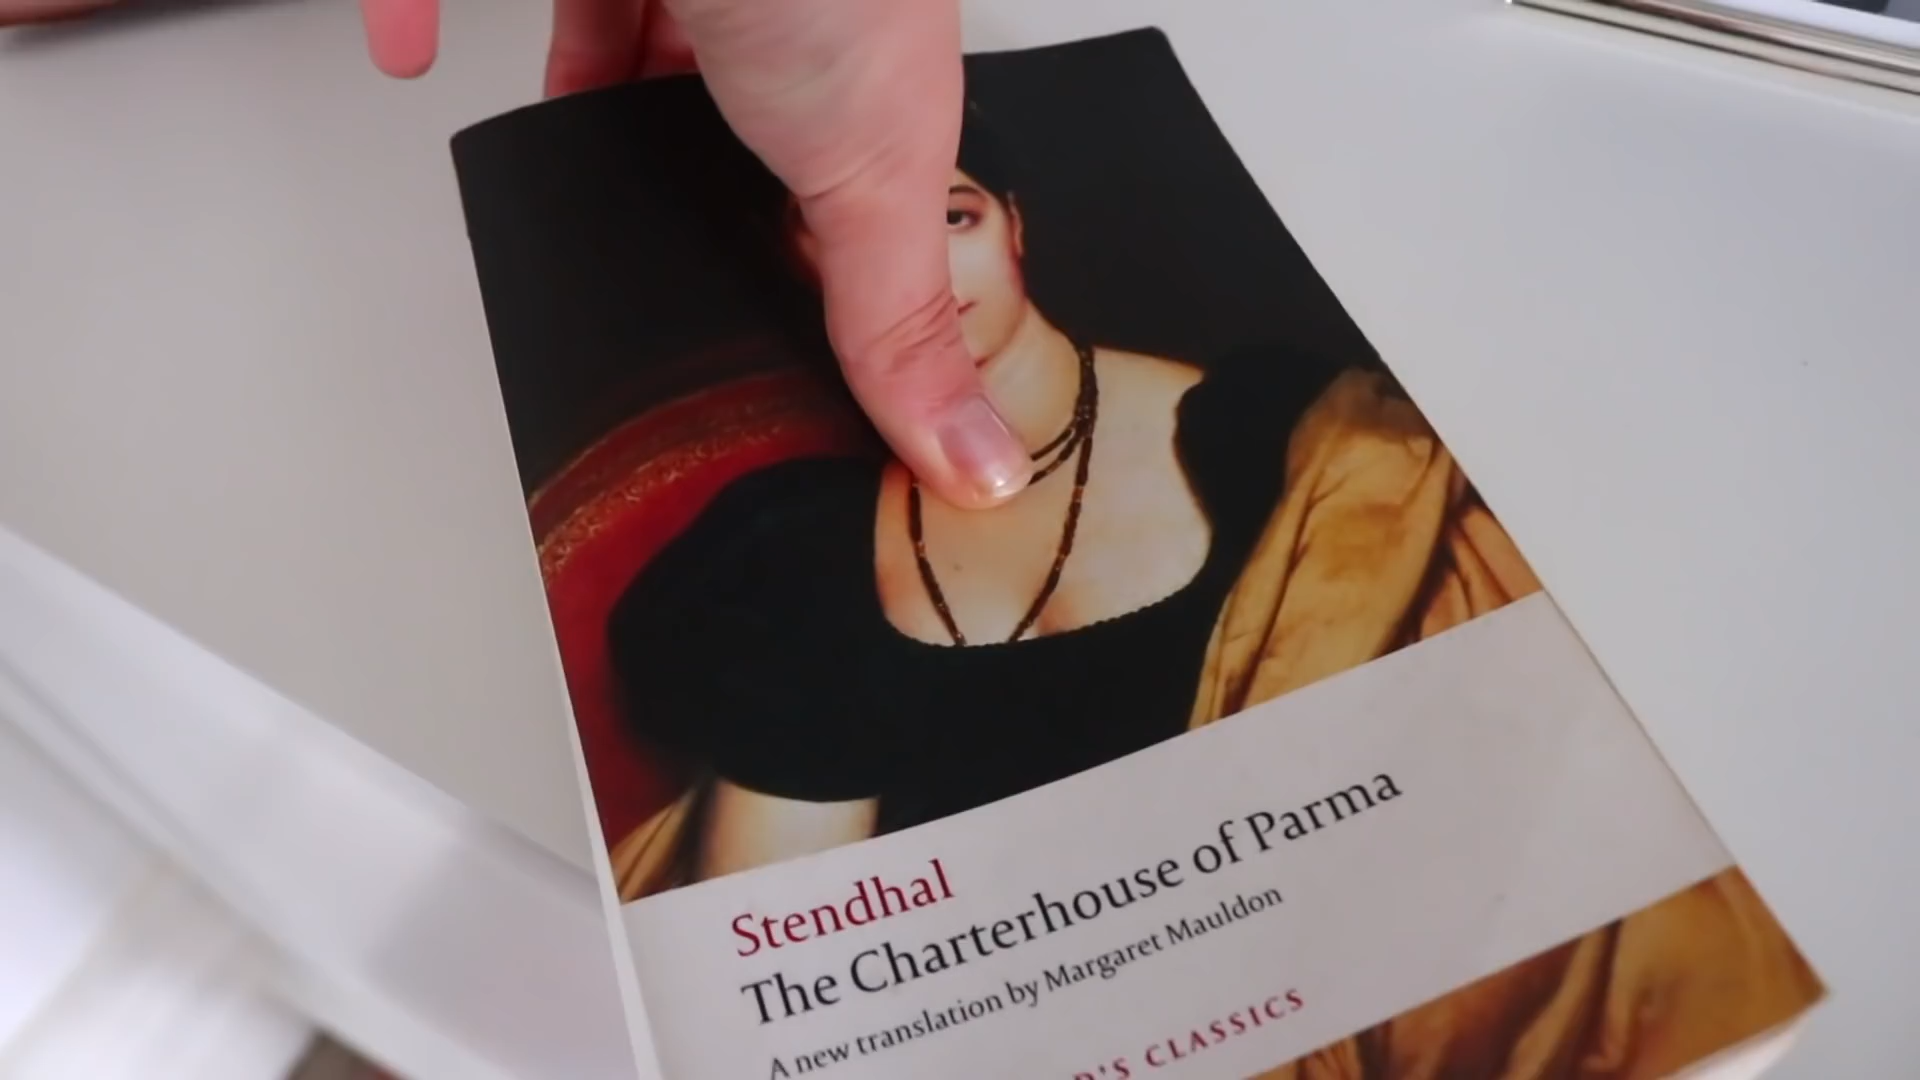 Stendhal
The Charterhouse of Parma
A new translation by Margaret Mauldon
D'S CLASSICS